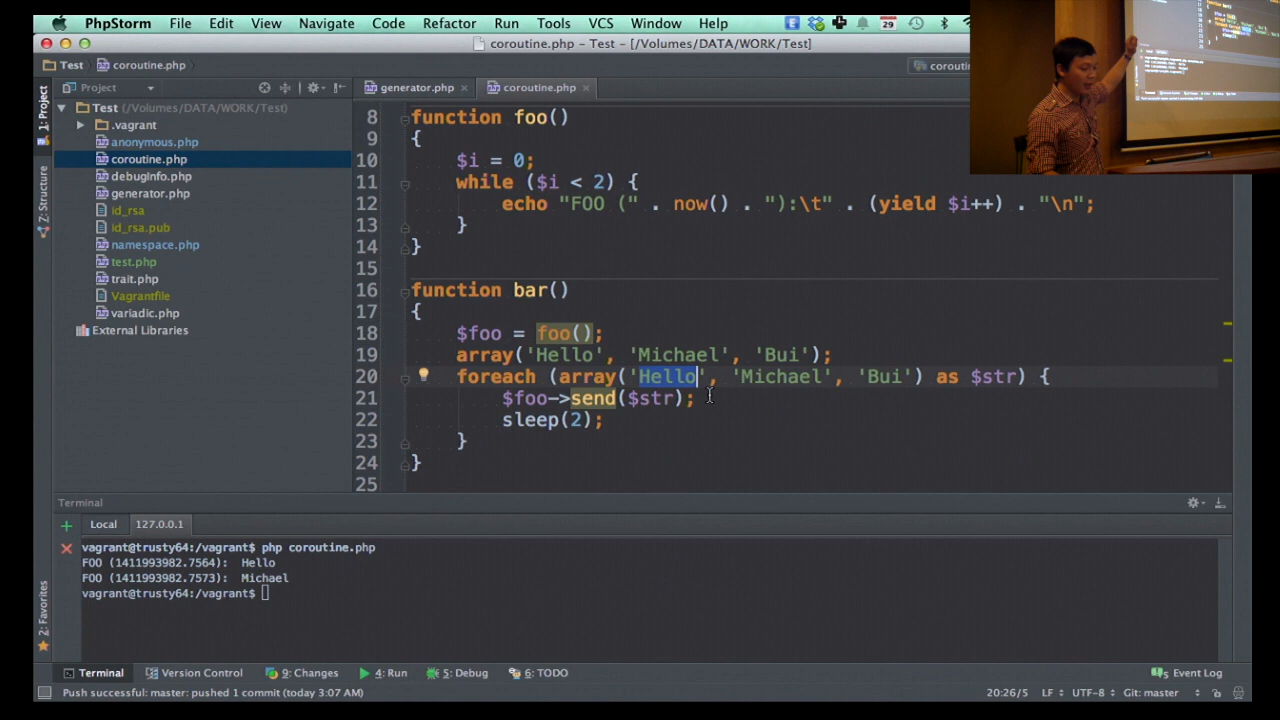 PhpStorm File Edit View Navigate Code Refactor Run Tools VCS Window Help 29
coroutine.php - Test - [/Volumes/DATA/WORK/Test]
Test coroutine.php
Project
generator.php coroutine.php
1: Project
Z: Structure
2: Favorites
Test (/Volumes/DATA/WORK/Test)
.vagrant
anonymous.php
coroutine.php
debugInfo.php
generator.php
id_rsa
id_rsa.pub
namespace.php
test.php
trait.php
Vagrantfile
variadic.php
External Libraries
8 function foo()
9 {
10 $i = 0;
11 while ($i < 2) {
12 echo "FOO (" . now() . "):\t" . (yield $i++) . "\n";
13 }
14 }
15
16 function bar()
17 {
18 $foo = foo();
19 array('Hello', 'Michael', 'Bui');
20 foreach (array('Hello', 'Michael', 'Bui') as $str) {
21 $foo->send($str);
22 sleep(2);
23 }
24 }
25
Terminal
Local 127.0.0.1
vagrant@trusty64:/vagrant$ php coroutine.php
FOO (1411993982.7564): Hello
FOO (1411993982.7573): Michael
vagrant@trusty64:/vagrant$
Terminal Version Control 9: Changes 4: Run 5: Debug 6: TODO Event Log
Push successful: master: pushed 1 commit (today 3:07 AM) 20:26/5 LF UTF-8 Git: master